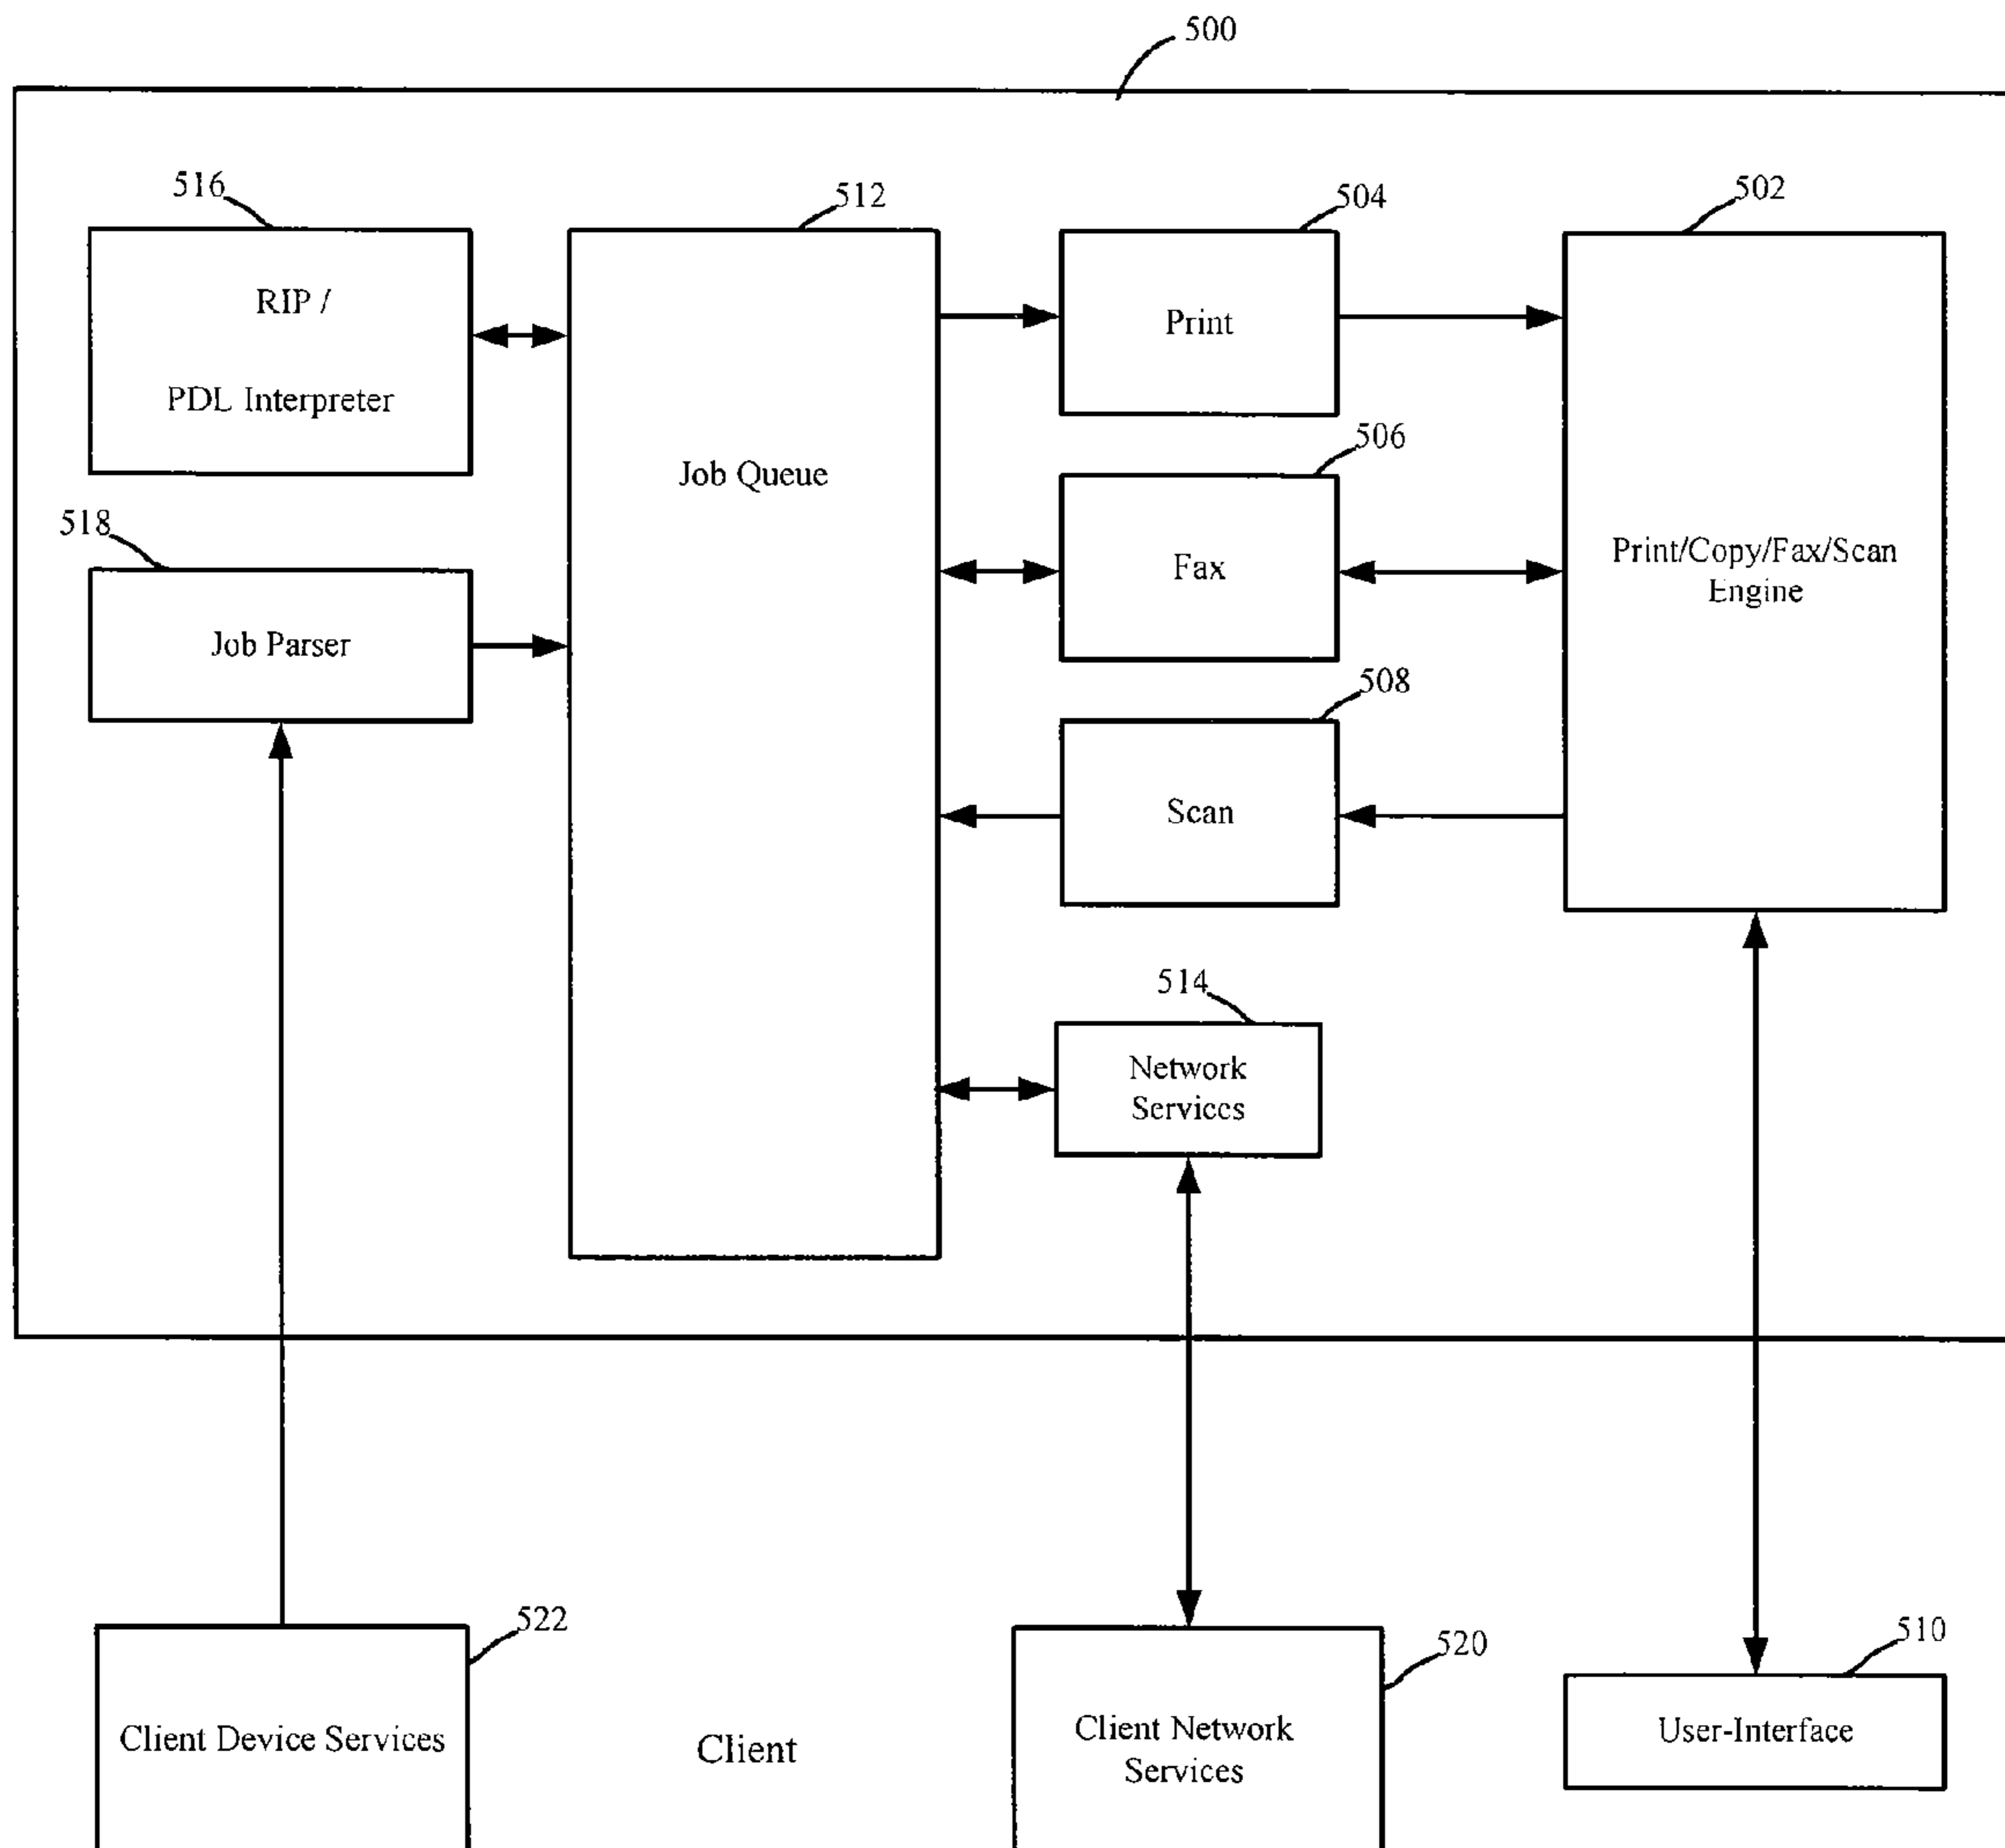 500
516
512
504
502
RIP /
PDL Interpreter
Job Queue
Print
506
518
Job Parser
Fax
Print/Copy/Fax/Scan
Engine
508
Scan
514
Network
Services
522
520
510
Client Device Services
Client
Client Network
Services
User-Interface